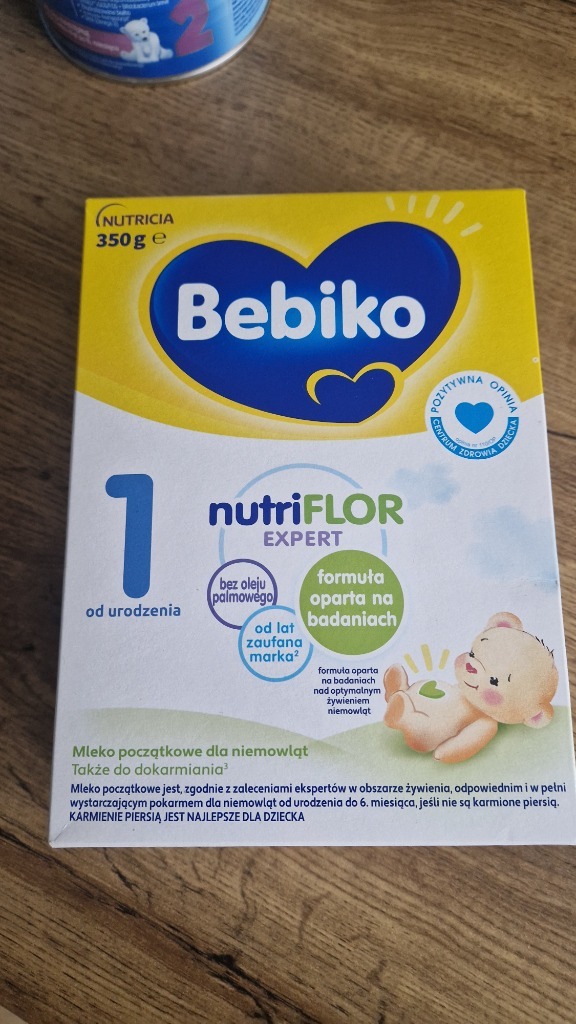 2
NUTRICIA
350 g e
Bebiko
POZYTYWNA OPINIA
CENTRUM ZDROWIA DZIECKA
1
od urodzenia
nutriFLOR
EXPERT
bez oleju
palmowego
formuła
oparta na
badaniach
od lat
zaufana
marka²
formuła oparta
na badaniach
nad optymalnym
żywieniem
niemowląt
Mleko początkowe dla niemowląt
Także do dokarmiania³
Mleko początkowe jest, zgodnie z zaleceniami ekspertów w obszarze żywienia, odpowiednim i w pełni
wystarczającym pokarmem dla niemowląt od urodzenia do 6. miesiąca, jeśli nie są karmione piersią.
KARMIENIE PIERSIĄ JEST NAJLEPSZE DLA DZIECKA